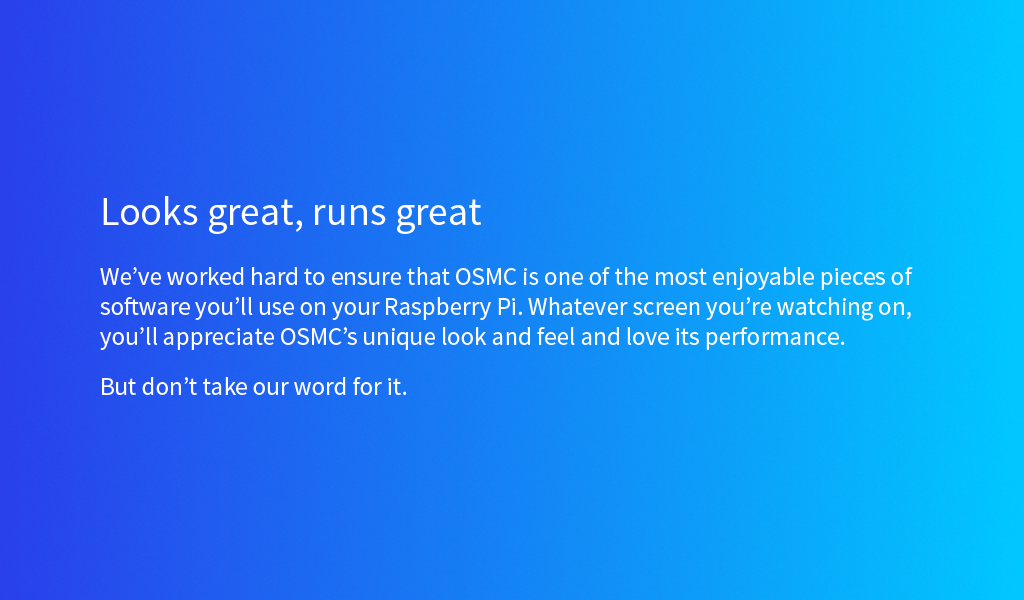 Looks great, runs great
We’ve worked hard to ensure that OSMC is one of the most enjoyable pieces of
software you’ll use on your Raspberry Pi. Whatever screen you’re watching on,
you’ll appreciate OSMC’s unique look and feel and love its performance.
But don’t take our word for it.